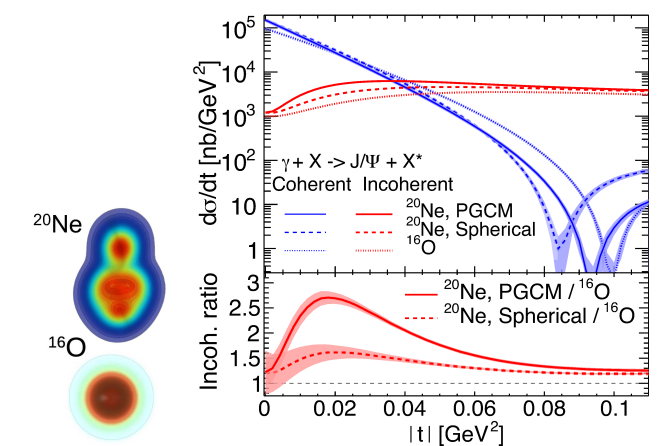 ²⁰Ne
¹⁶O
dσ/dt [nb/GeV²]
10⁵
10⁴
10³
10²
10
1
γ + X -> J/Ψ + X*
Coherent Incoherent
²⁰Ne, PGCM
²⁰Ne, Spherical
¹⁶O
Incoh. ratio
3
2.5
2
1.5
1
²⁰Ne, PGCM / ¹⁶O
²⁰Ne, Spherical / ¹⁶O
0 0.02 0.04 0.06 0.08 0.1
|t| [GeV²]